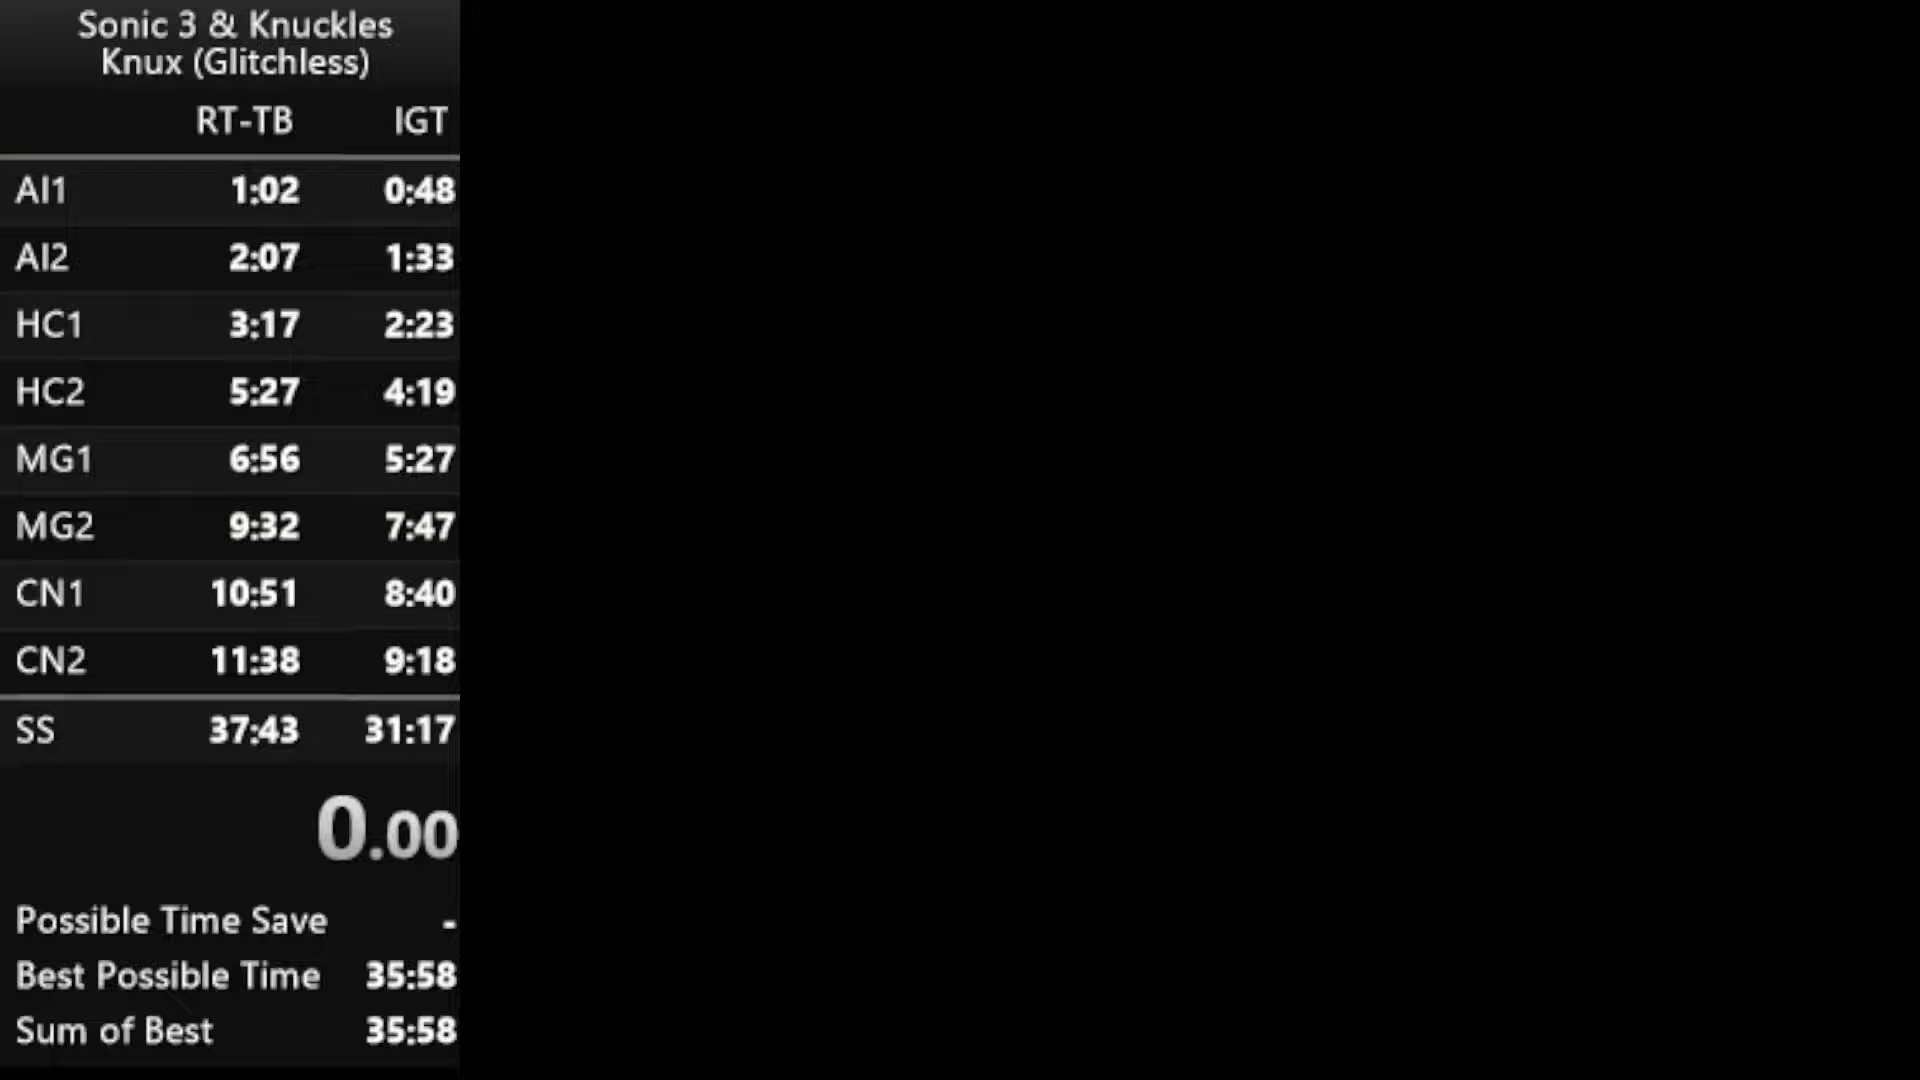 Sonic 3 & Knuckles
Knux (Glitchless)
RT-TB IGT
AI1 1:02 0:48
AI2 2:07 1:33
HC1 3:17 2:23
HC2 5:27 4:19
MG1 6:56 5:27
MG2 9:32 7:47
CN1 10:51 8:40
CN2 11:38 9:18
SS 37:43 31:17
0.00
Possible Time Save -
Best Possible Time 35:58
Sum of Best 35:58